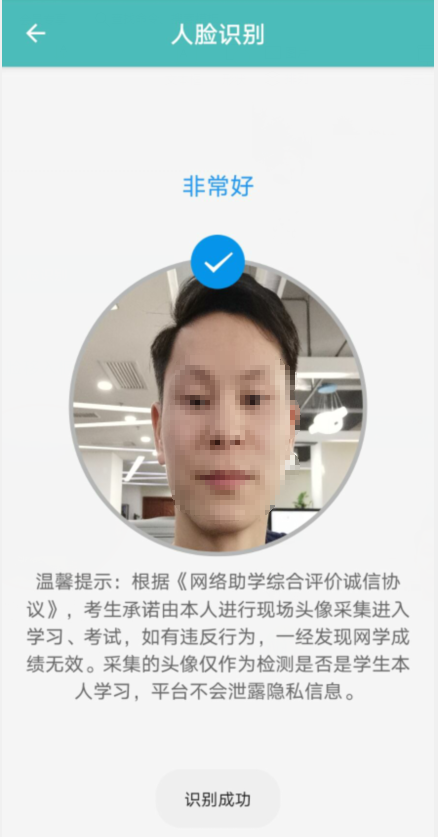 人脸识别
非常好
温馨提示：根据《网络助学综合评价诚信协
议》，考生承诺由本人进行现场头像采集进入
学习、考试，如有违反行为，一经发现网学成
绩无效。采集的头像仅作为检测是否是学生本
人学习，平台不会泄露隐私信息。
识别成功